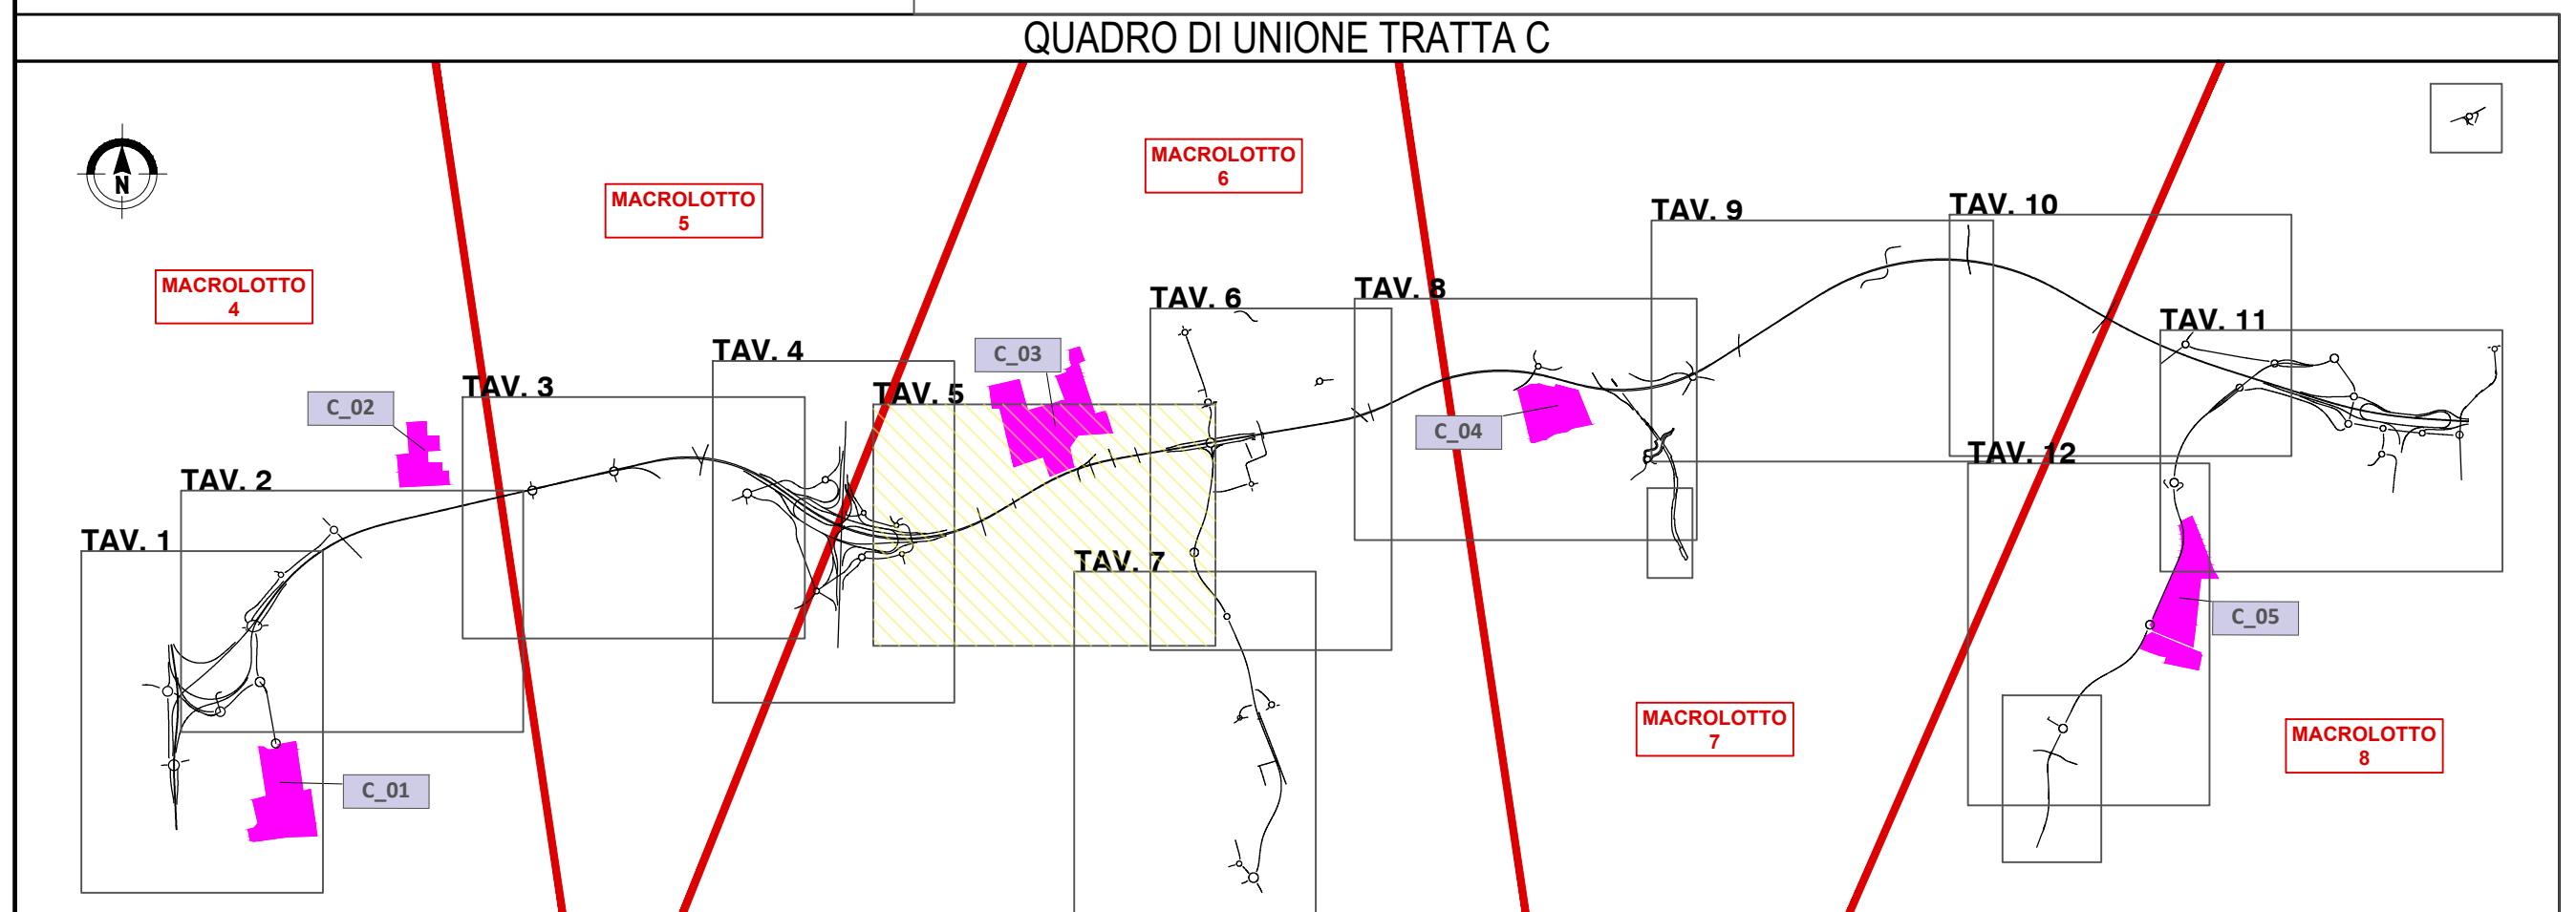 QUADRO DI UNIONE TRATTA C
N
MACROLOTTO
4
MACROLOTTO
5
MACROLOTTO
6
MACROLOTTO
7
MACROLOTTO
8
TAV. 1
TAV. 2
TAV. 3
TAV. 4
TAV. 5
TAV. 6
TAV. 7
TAV. 8
TAV. 9
TAV. 10
TAV. 11
TAV. 12
C_01
C_02
C_03
C_04
C_05